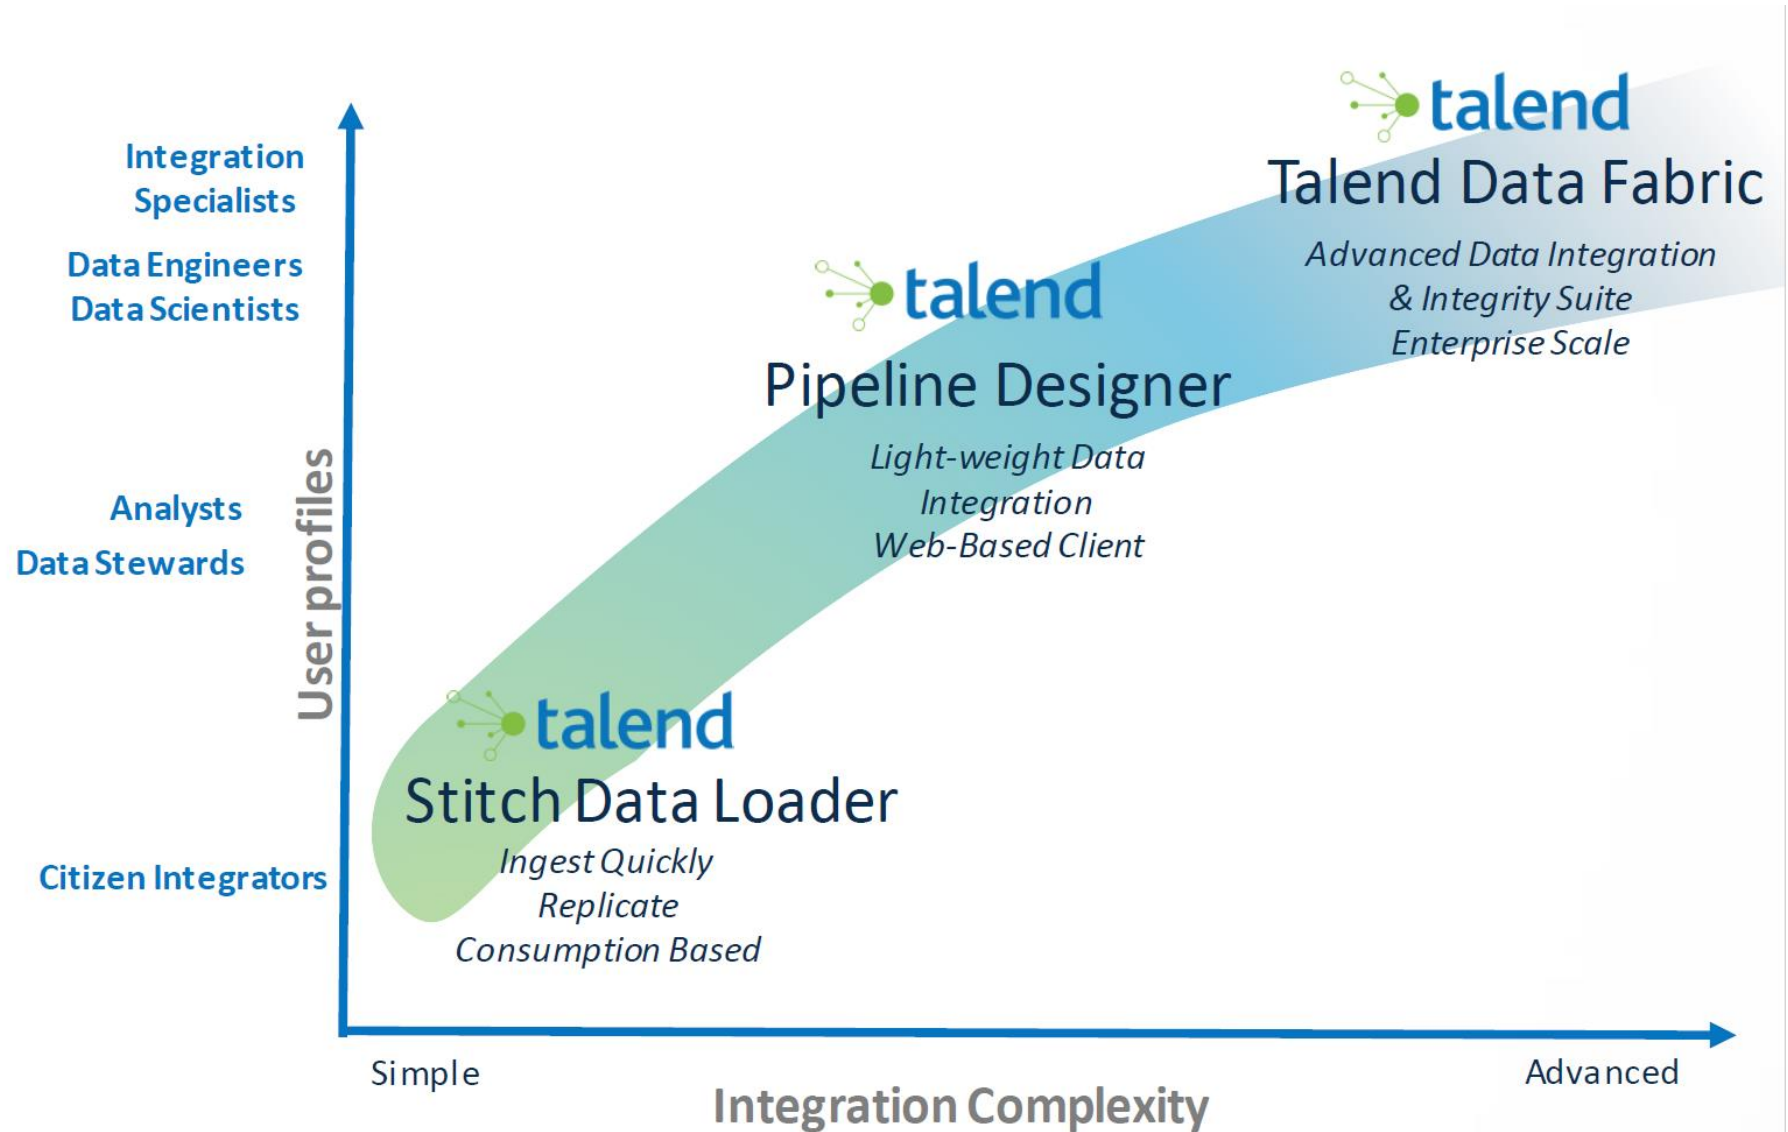 talend
Talend Data Fabric
Advanced Data Integration
& Integrity Suite
Enterprise Scale
talend
Pipeline Designer
Light-weight Data
Integration
Web-Based Client
talend
Stitch Data Loader
Ingest Quickly
Replicate
Consumption Based
Integration
Specialists
Data Engineers
Data Scientists
Analysts
Data Stewards
Citizen Integrators
User profiles
Simple
Advanced
Integration Complexity